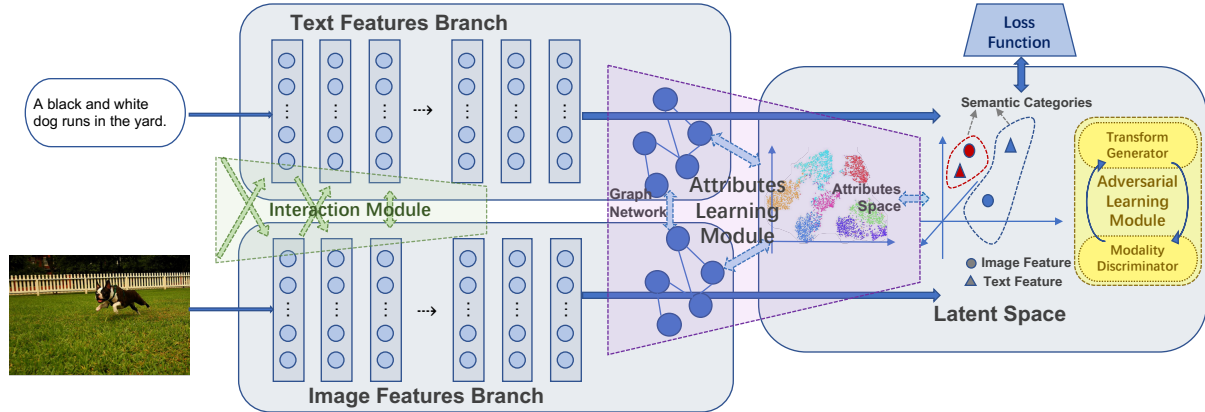 Text Features Branch
Loss
Function
A black and white
dog runs in the yard.
Semantic Categories
Transform
Generator
Adversarial
Learning
Module
Modality
Discriminator
Interaction Module
Graph
Network
Attributes
Learning
Module
Attributes
Space
Image Feature
Text Feature
Latent Space
Image Features Branch